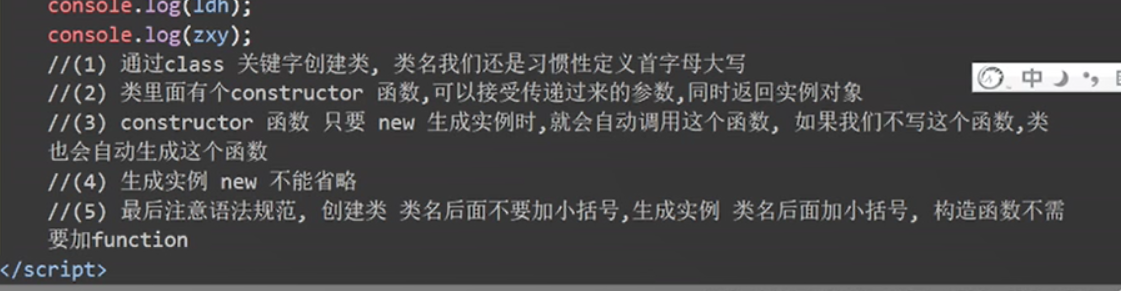 console.log(ldh);
console.log(zxy);
//(1) 通过class 关键字创建类, 类名我们还是习惯性定义首字母大写
//(2) 类里面有个constructor 函数,可以接受传递过来的参数,同时返回实例对象
//(3) constructor 函数 只要 new 生成实例时,就会自动调用这个函数, 如果我们不写这个函数,类
也会自动生成这个函数
//(4) 生成实例 new 不能省略
//(5) 最后注意语法规范, 创建类 类名后面不要加小括号,生成实例 类名后面加小括号, 构造函数不需
要加function
</script>
中